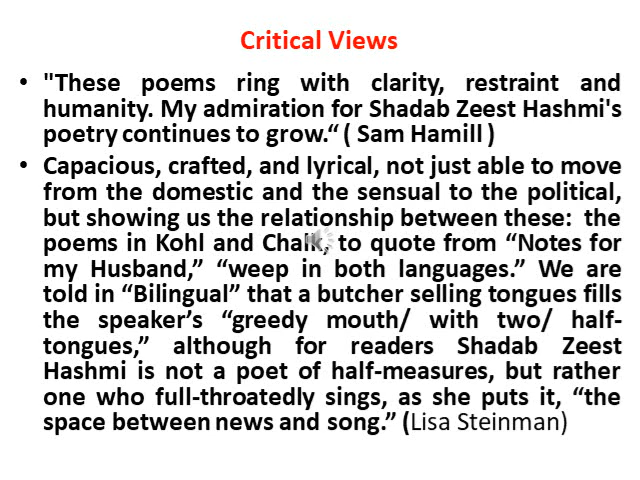 Critical Views
• "These poems ring with clarity, restraint and
humanity. My admiration for Shadab Zeest Hashmi's
poetry continues to grow.“ ( Sam Hamill )
• Capacious, crafted, and lyrical, not just able to move
from the domestic and the sensual to the political,
but showing us the relationship between these: the
poems in Kohl and Chalk, to quote from “Notes for
my Husband,” “weep in both languages.” We are
told in “Bilingual” that a butcher selling tongues fills
the speaker’s “greedy mouth/ with two/ half-
tongues,” although for readers Shadab Zeest
Hashmi is not a poet of half-measures, but rather
one who full-throatedly sings, as she puts it, “the
space between news and song.” (Lisa Steinman)